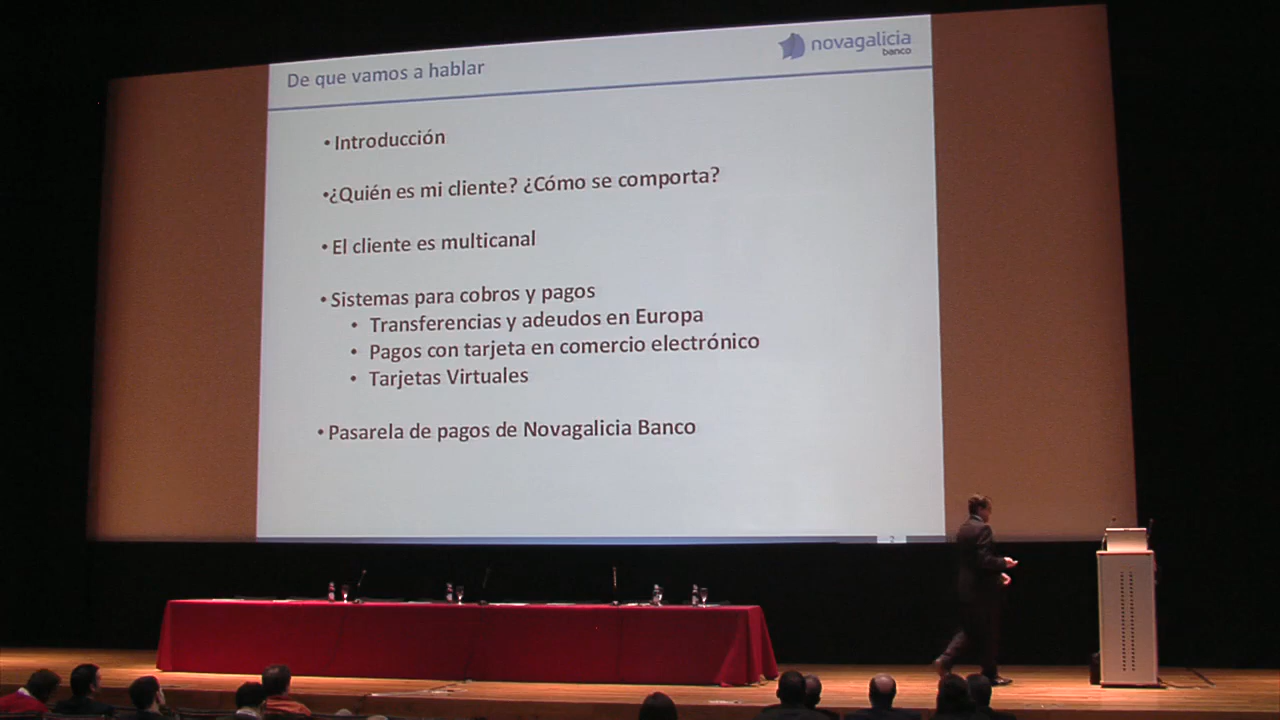 De que vamos a hablar
novagalicia
banco
• Introducción
•¿Quién es mi cliente? ¿Cómo se comporta?
• El cliente es multicanal
• Sistemas para cobros y pagos
• Transferencias y adeudos en Europa
• Pagos con tarjeta en comercio electrónico
• Tarjetas Virtuales
• Pasarela de pagos de Novagalicia Banco
2